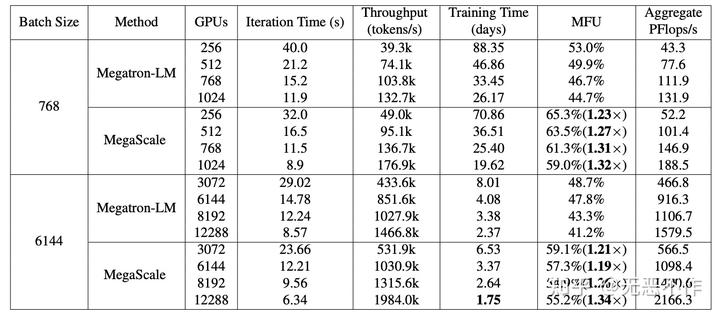 Batch Size Method GPUs Iteration Time (s) Throughput (tokens/s) Training Time (days) MFU Aggregate PFlops/s
768 Megatron-LM 256 40.0 39.3k 88.35 53.0% 43.3
512 21.2 74.1k 46.86 49.9% 77.6
768 15.2 103.8k 33.45 46.7% 111.9
1024 11.9 132.7k 26.17 44.7% 131.9
MegaScale 256 32.0 49.0k 70.86 65.3%(1.23×) 52.2
512 16.5 95.1k 36.51 63.5%(1.27×) 101.4
768 11.5 136.7k 25.40 61.3%(1.31×) 146.9
1024 8.9 176.9k 19.62 59.0%(1.32×) 188.5
6144 Megatron-LM 3072 29.02 433.6k 8.01 48.7% 466.8
6144 14.78 851.6k 4.08 47.8% 916.3
8192 12.24 1027.9k 3.38 43.3% 1106.7
12288 8.57 1466.8k 2.37 41.2% 1579.5
MegaScale 3072 23.66 531.9k 6.53 59.1%(1.21×) 566.5
6144 12.21 1030.9k 3.37 57.3%(1.19×) 1098.4
8192 9.56 1315.6k 2.64
12288 6.34 1984.0k 1.75 55.2%(1.34×) 2166.3
知乎 @无恶不作